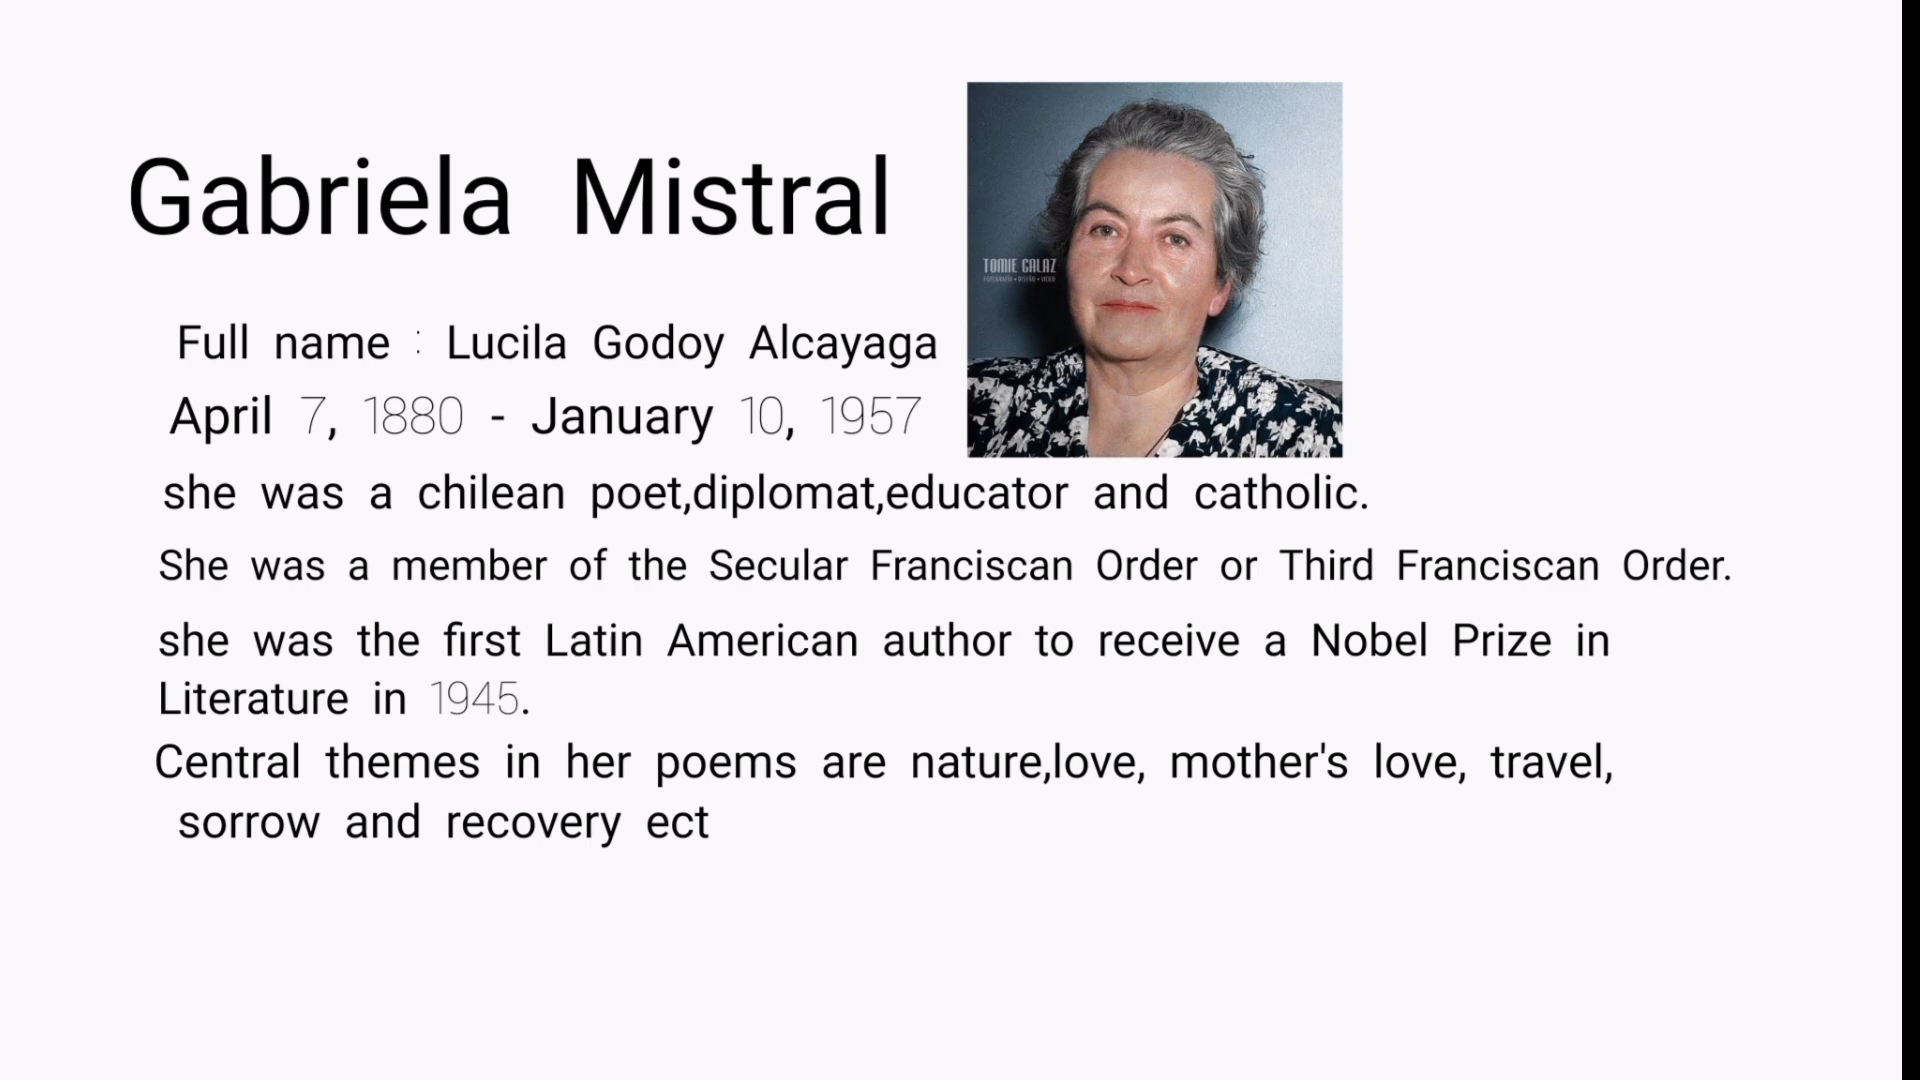 Gabriela Mistral
TOMIE GALAZ
Full name : Lucila Godoy Alcayaga
April 7, 1880 - January 10, 1957
she was a chilean poet,diplomat,educator and catholic.
She was a member of the Secular Franciscan Order or Third Franciscan Order.
she was the first Latin American author to receive a Nobel Prize in
Literature in 1945.
Central themes in her poems are nature,love, mother's love, travel,
sorrow and recovery ect